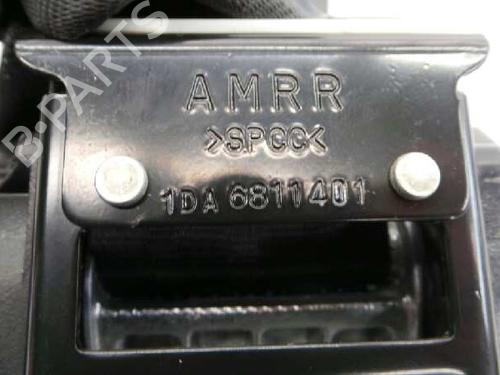 AMRR
>SPCC<
1DA 6811401
B-PARTS